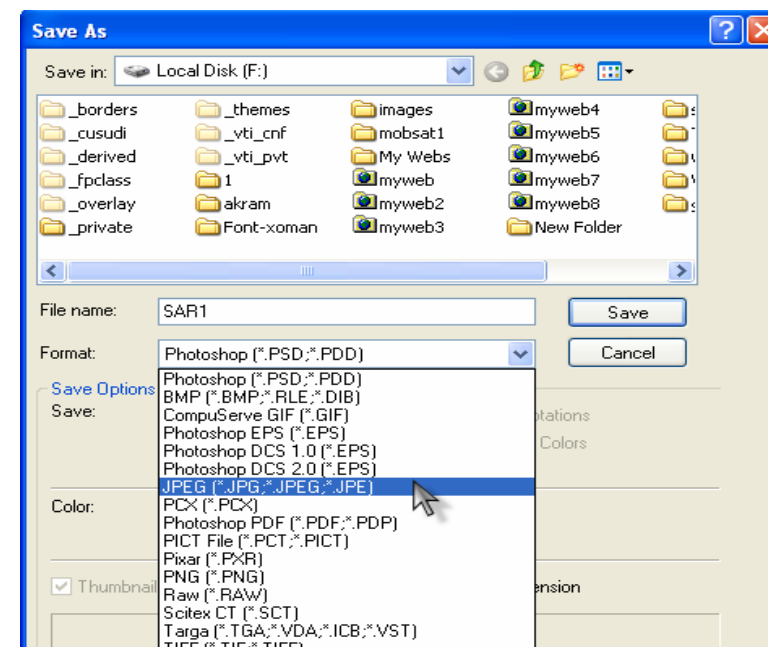 Save As
Save in: Local Disk (F:)
_borders _themes images myweb4
_cusudi _vti_cnf mobsat1 myweb5
_derived _vti_pvt My Webs myweb6
_fpclass 1 myweb myweb7
_overlay akram myweb2 myweb8
_private Font-xoman myweb3 New Folder
File name: SAR1 Save
Format: Photoshop (*.PSD;*.PDD) Cancel
Photoshop (*.PSD;*.PDD)
Save Options
BMP (*.BMP;*.RLE;*.DIB)
Save: CompuServe GIF (*.GIF)
Photoshop EPS (*.EPS)
Colors
Photoshop DCS 1.0 (*.EPS)
Photoshop DCS 2.0 (*.EPS)
JPEG (*.JPG;*.JPEG;*.JPE)
Color: PCX (*.PCX)
Photoshop PDF (*.PDF;*.PDP)
PICT File (*.PCT;*.PICT)
Pixar (*.PXR)
PNG (*.PNG)
Thumbnail
Raw (*.RAW)
Scitex CT (*.SCT)
Targa (*.TGA;*.VDA;*.ICB;*.VST)
TIFF (*.TIF;*.TIFF)